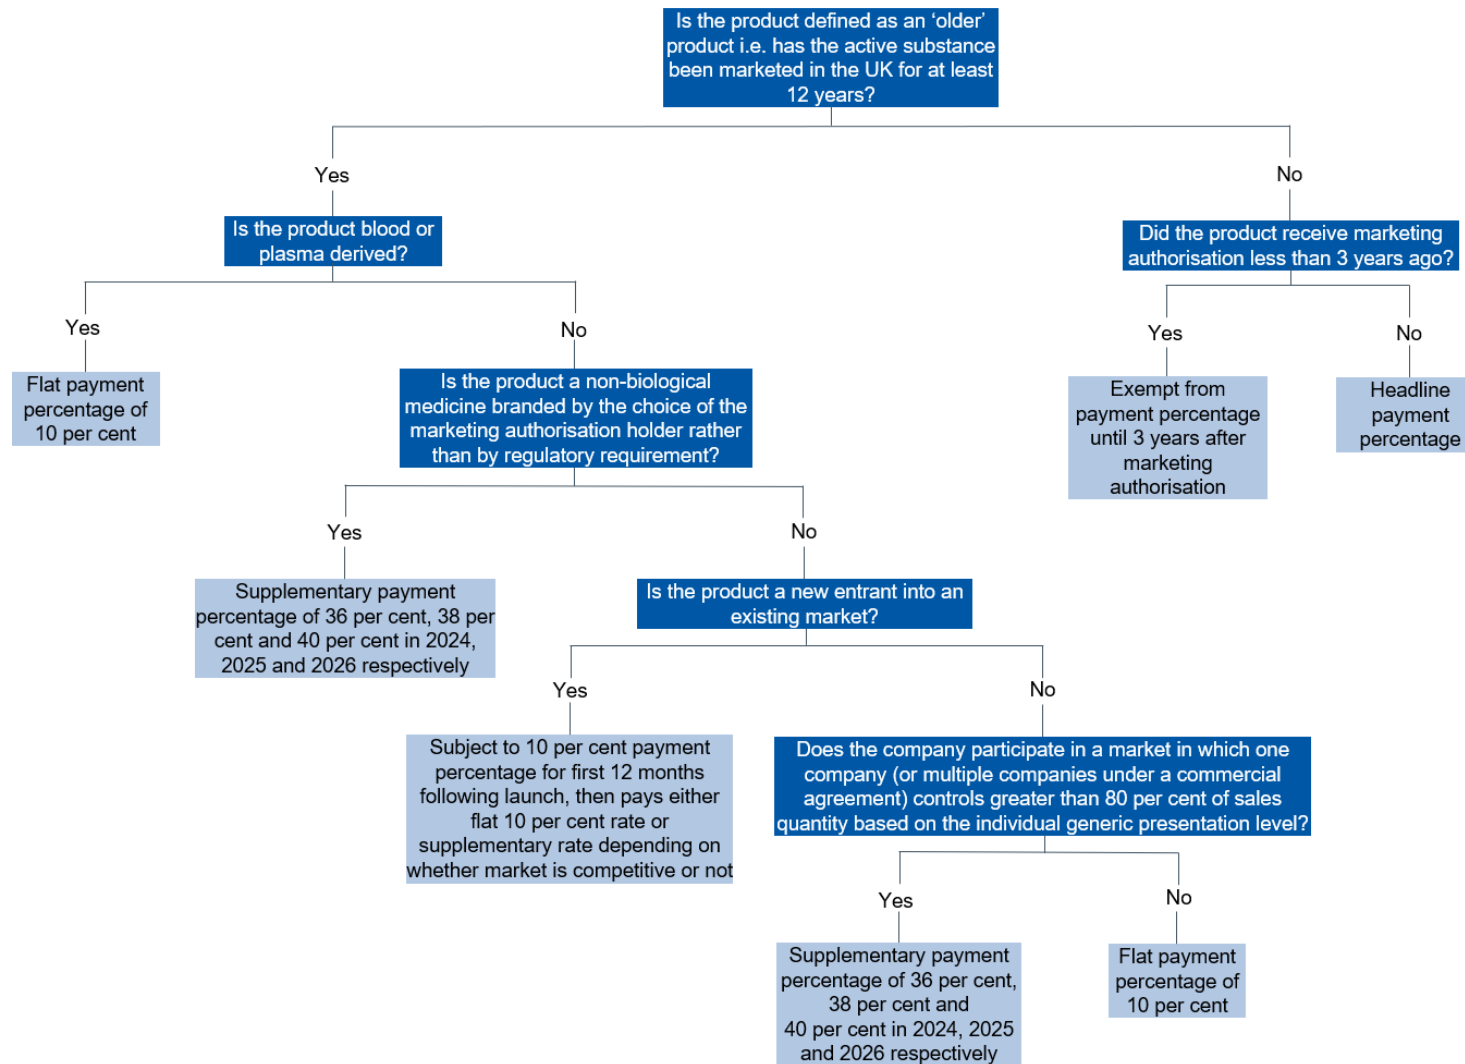 Is the product defined as an ‘older’
product i.e. has the active substance
been marketed in the UK for at least
12 years?
Yes
No
Is the product blood or
plasma derived?
Did the product receive marketing
authorisation less than 3 years ago?
Yes
No
Yes
No
Flat payment
percentage of
10 per cent
Is the product a non-biological
medicine branded by the choice of the
marketing authorisation holder rather
than by regulatory requirement?
Exempt from
payment percentage
until 3 years after
marketing
authorisation
Headline
payment
percentage
Yes
No
Supplementary payment
percentage of 36 per cent, 38 per
cent and 40 per cent in 2024,
2025 and 2026 respectively
Is the product a new entrant into an
existing market?
Yes
No
Subject to 10 per cent payment
percentage for first 12 months
following launch, then pays either
flat 10 per cent rate or
supplementary rate depending on
whether market is competitive or not
Does the company participate in a market in which one
company (or multiple companies under a commercial
agreement) controls greater than 80 per cent of sales
quantity based on the individual generic presentation level?
Yes
No
Supplementary payment
percentage of 36 per cent,
38 per cent and
40 per cent in 2024, 2025
and 2026 respectively
Flat payment
percentage of
10 per cent